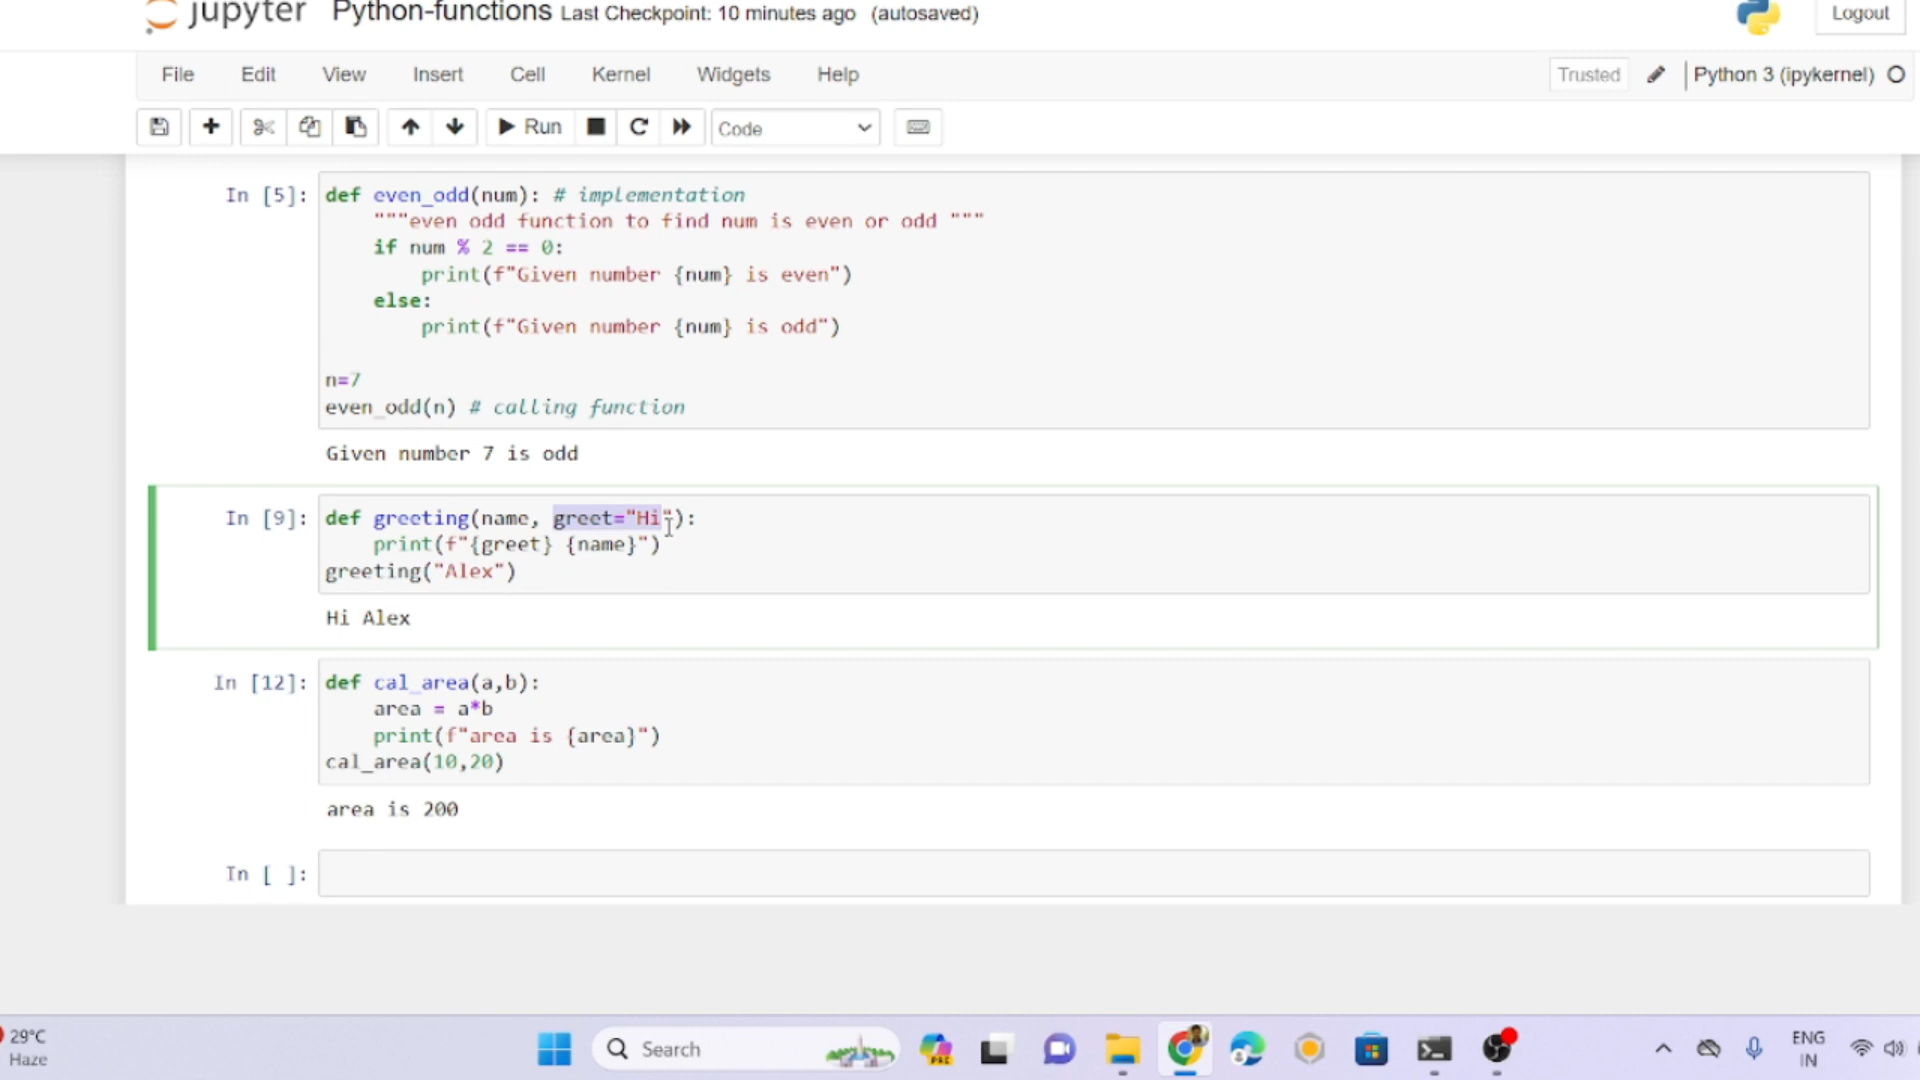 jupyter Python-functions Last Checkpoint: 10 minutes ago (autosaved) Logout
File Edit View Insert Cell Kernel Widgets Help Trusted Python 3 (ipykernel)
Run Code
In [5]: def even_odd(num): # implementation
"""even odd function to find num is even or odd """
if num % 2 == 0:
print(f"Given number {num} is even")
else:
print(f"Given number {num} is odd")
n=7
even_odd(n) # calling function
Given number 7 is odd
In [9]: def greeting(name, greet="Hi"):
print(f"{greet} {name}")
greeting("Alex")
Hi Alex
In [12]: def cal_area(a,b):
area = a*b
print(f"area is {area}")
cal_area(10,20)
area is 200
In [ ]:
29°C
Haze
Search
PRE
ENG
IN